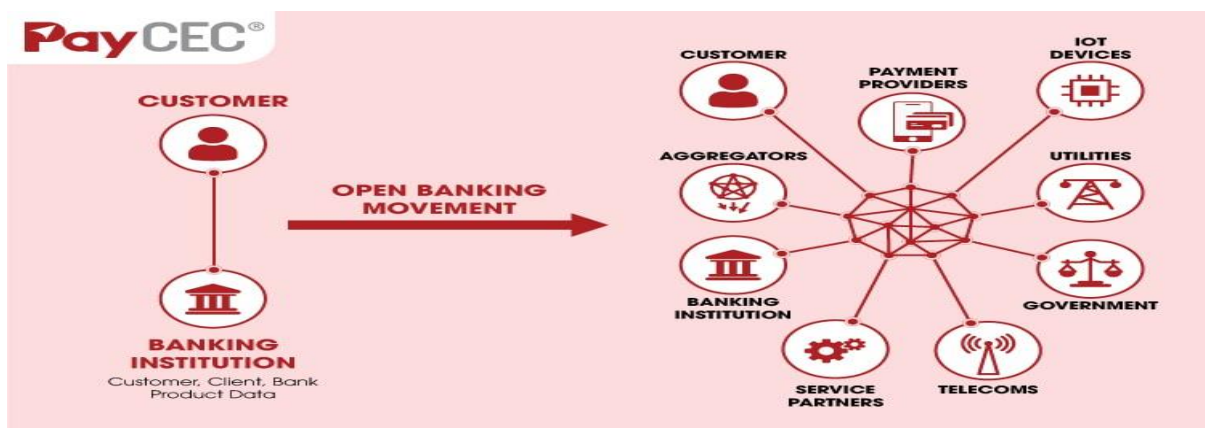 PayCEC®
CUSTOMER
BANKING
INSTITUTION
Customer, Client, Bank
Product Data
OPEN BANKING
MOVEMENT
CUSTOMER
PAYMENT
PROVIDERS
IOT
DEVICES
AGGREGATORS
UTILITIES
BANKING
INSTITUTION
GOVERNMENT
SERVICE
PARTNERS
TELECOMS